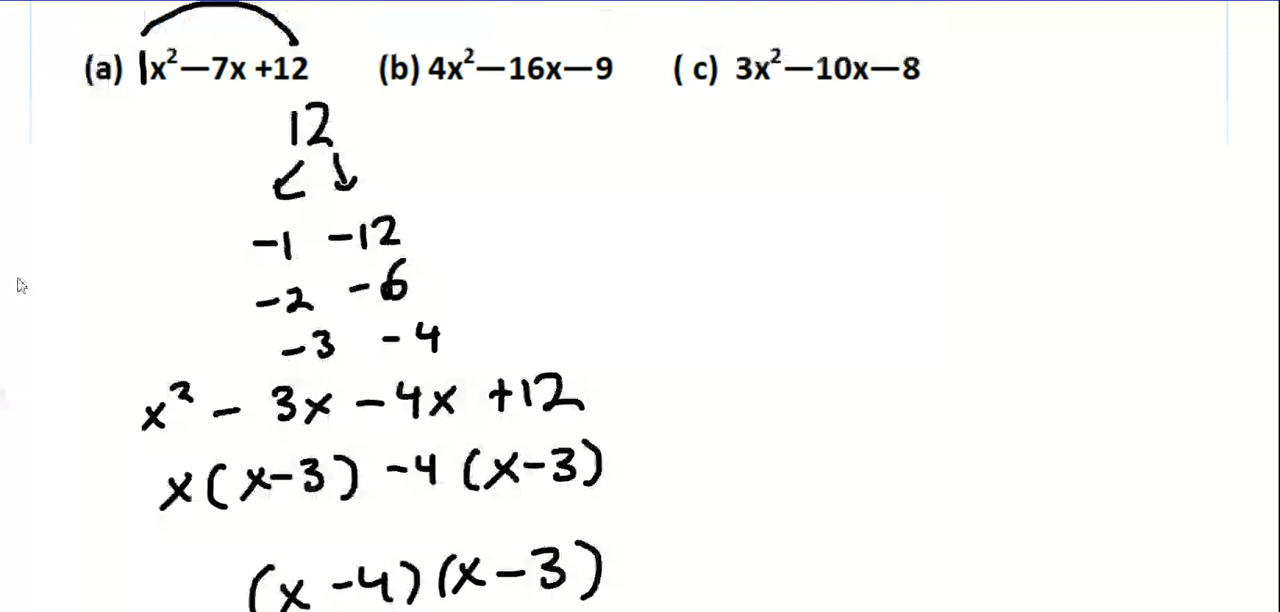 (a) 1x²—7x +12 (b) 4x²—16x—9 ( c) 3x²—10x—8
12
-1 -12
-2 -6
-3 -4
x² - 3x - 4x +12
x(x-3) -4 (x-3)
(x -4) (x-3)